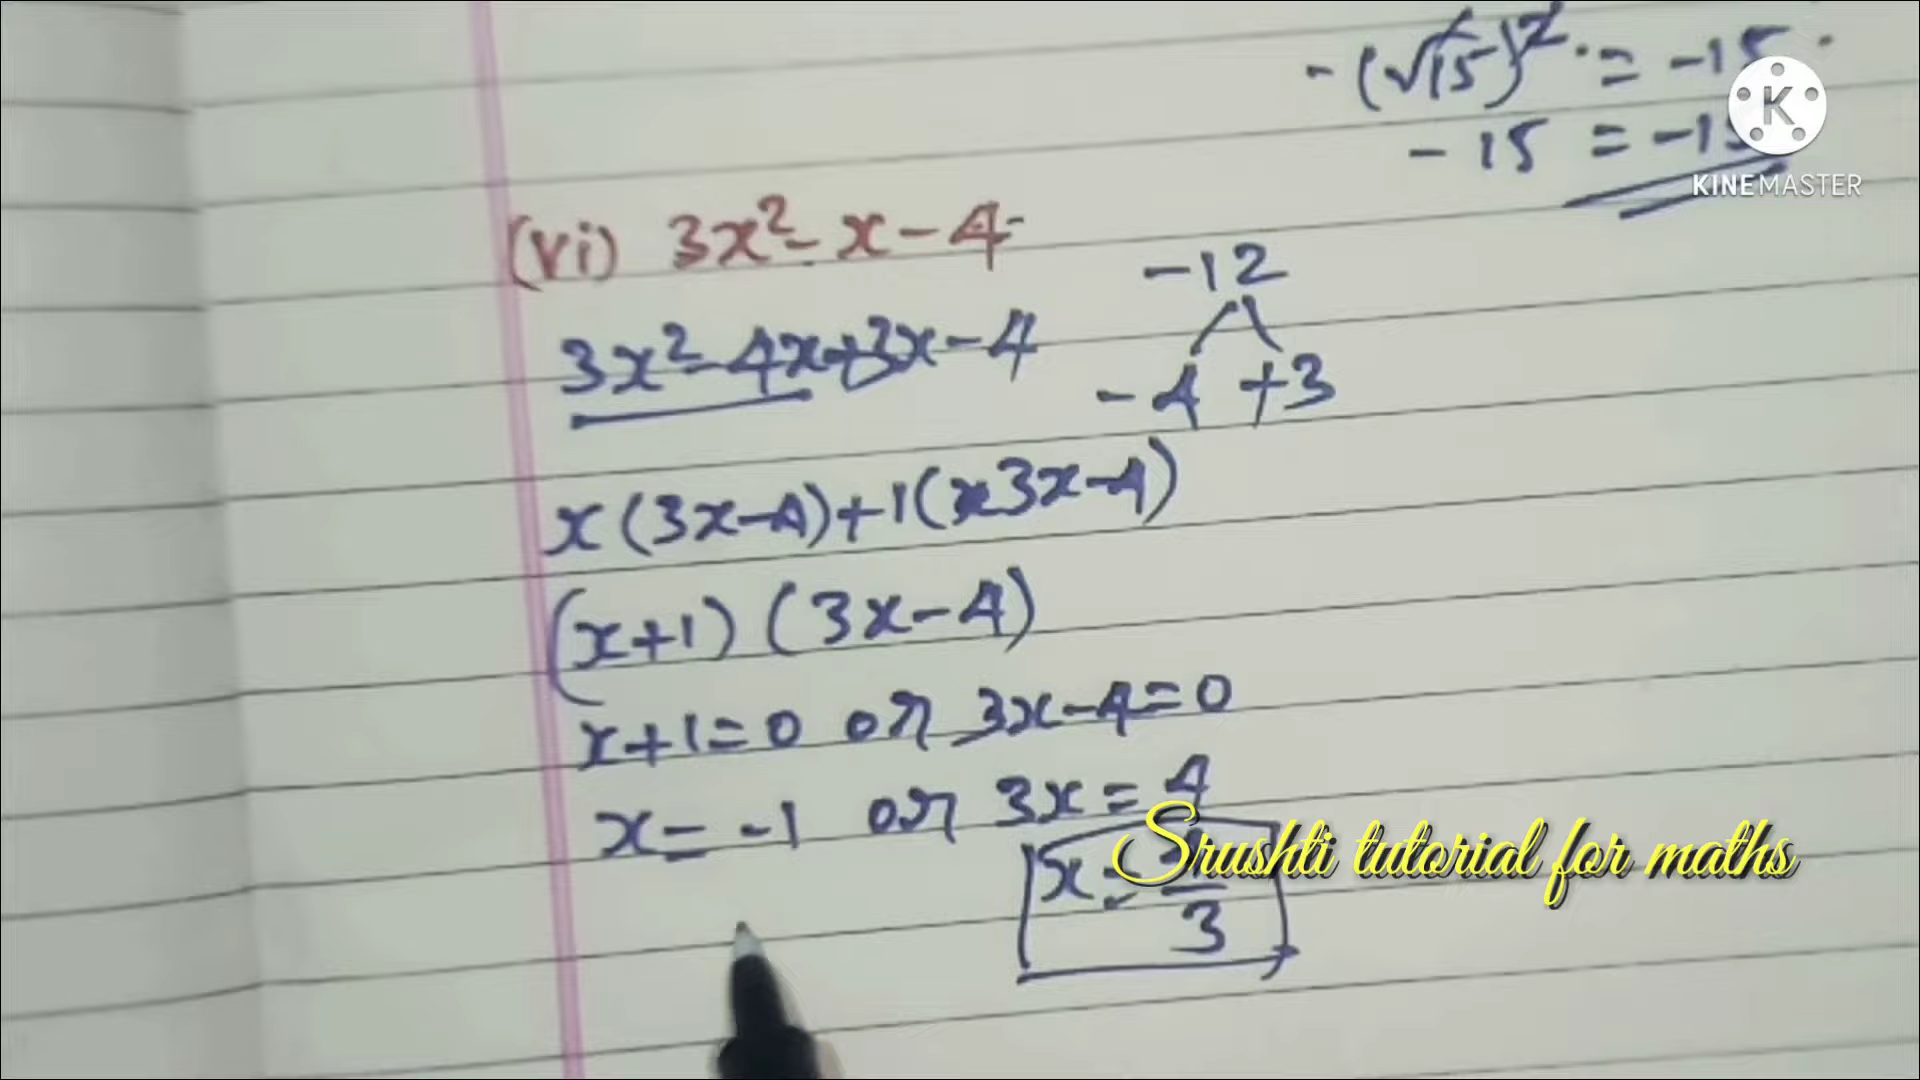 -(√15)² = -15
-15 = -15
K
KINEMASTER
(vi) 3x² - x - 4
-12
3x² - 4x + 3x - 4
-4 +3
x(3x-4)+1(x3x-4)
(x+1) (3x-4)
x+1=0 or 3x-4=0
x = -1 or 3x = 4
x = 4/3
Srushti tutorial for maths